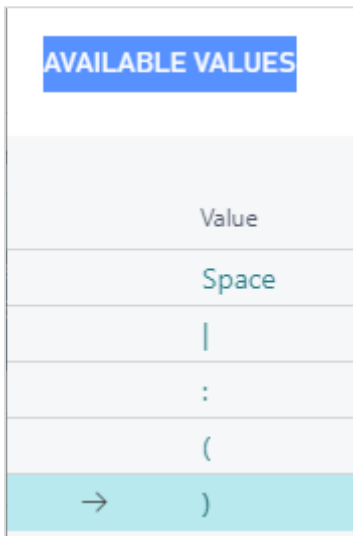 AVAILABLE VALUES
Value
Space
|
:
(
→ )